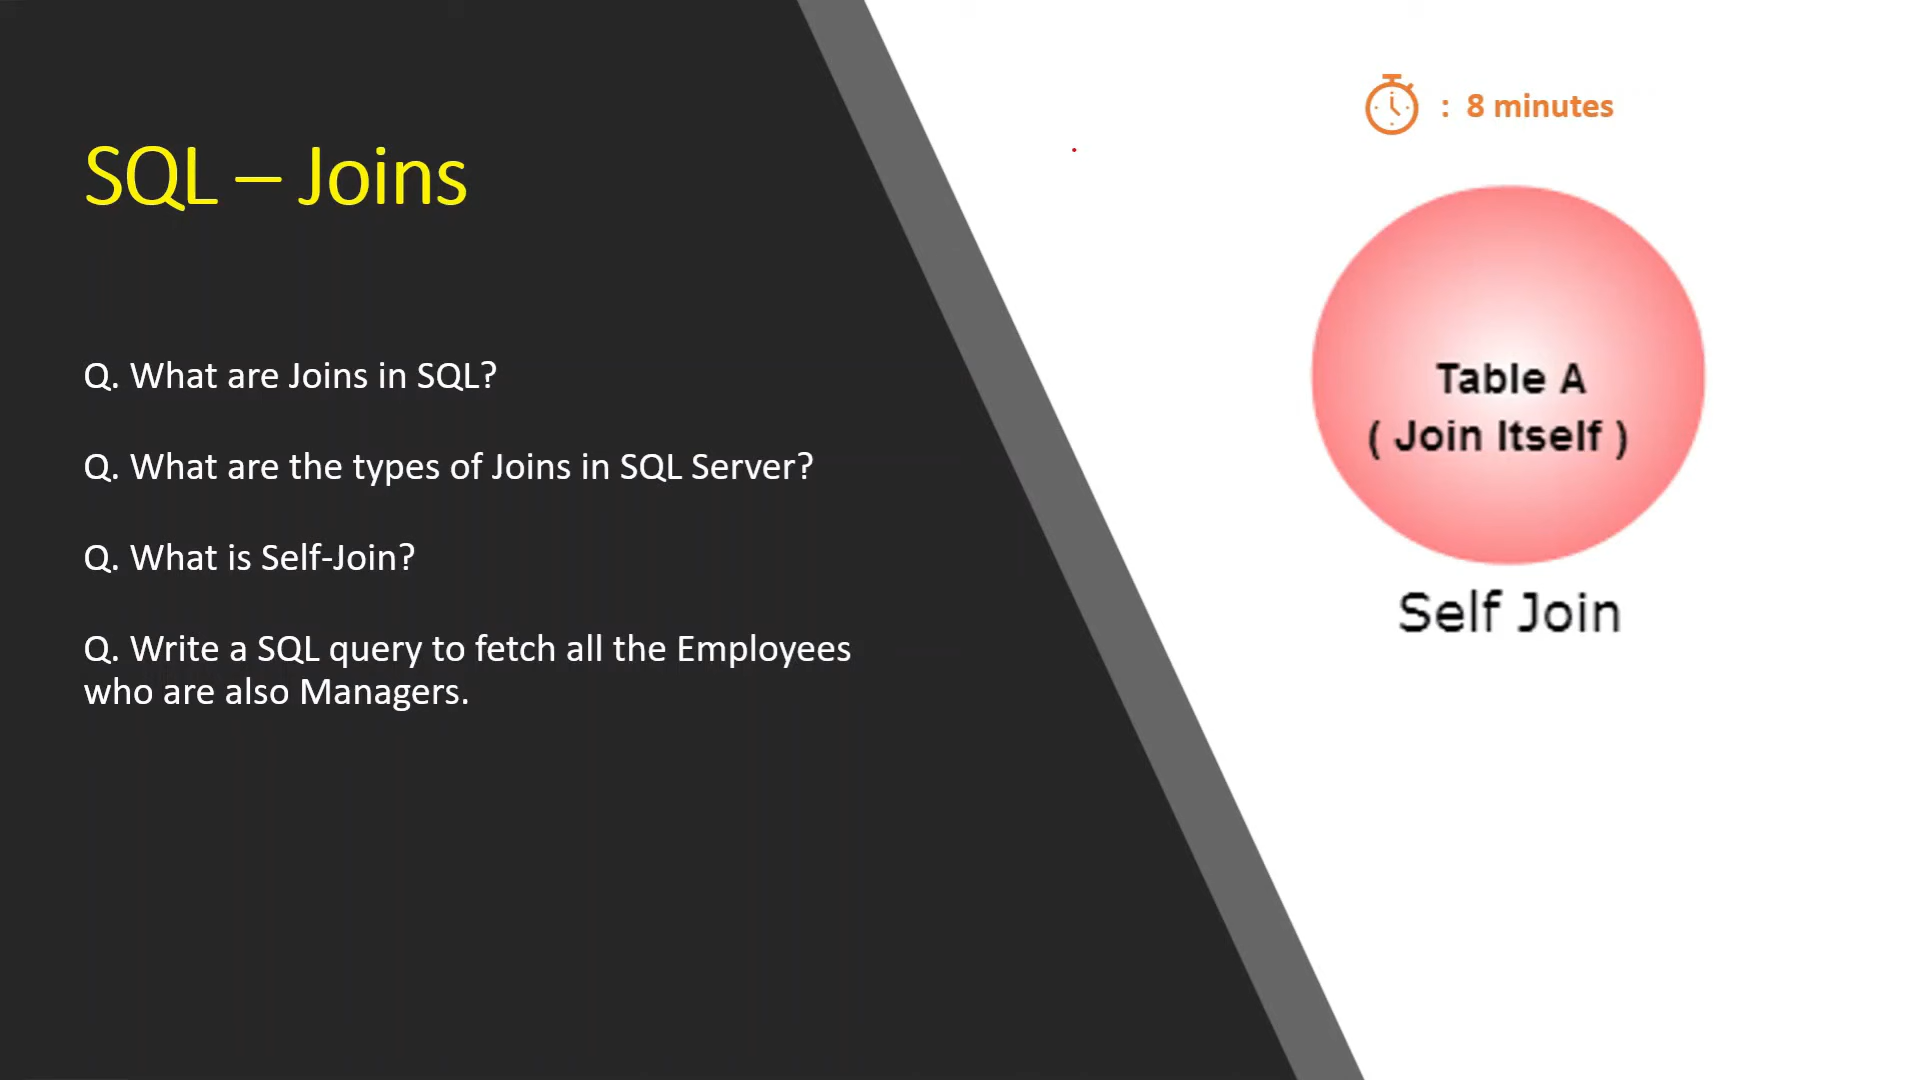 SQL – Joins
Q. What are Joins in SQL?
Q. What are the types of Joins in SQL Server?
Q. What is Self-Join?
Q. Write a SQL query to fetch all the Employees
who are also Managers.
: 8 minutes
Table A
( Join Itself )
Self Join